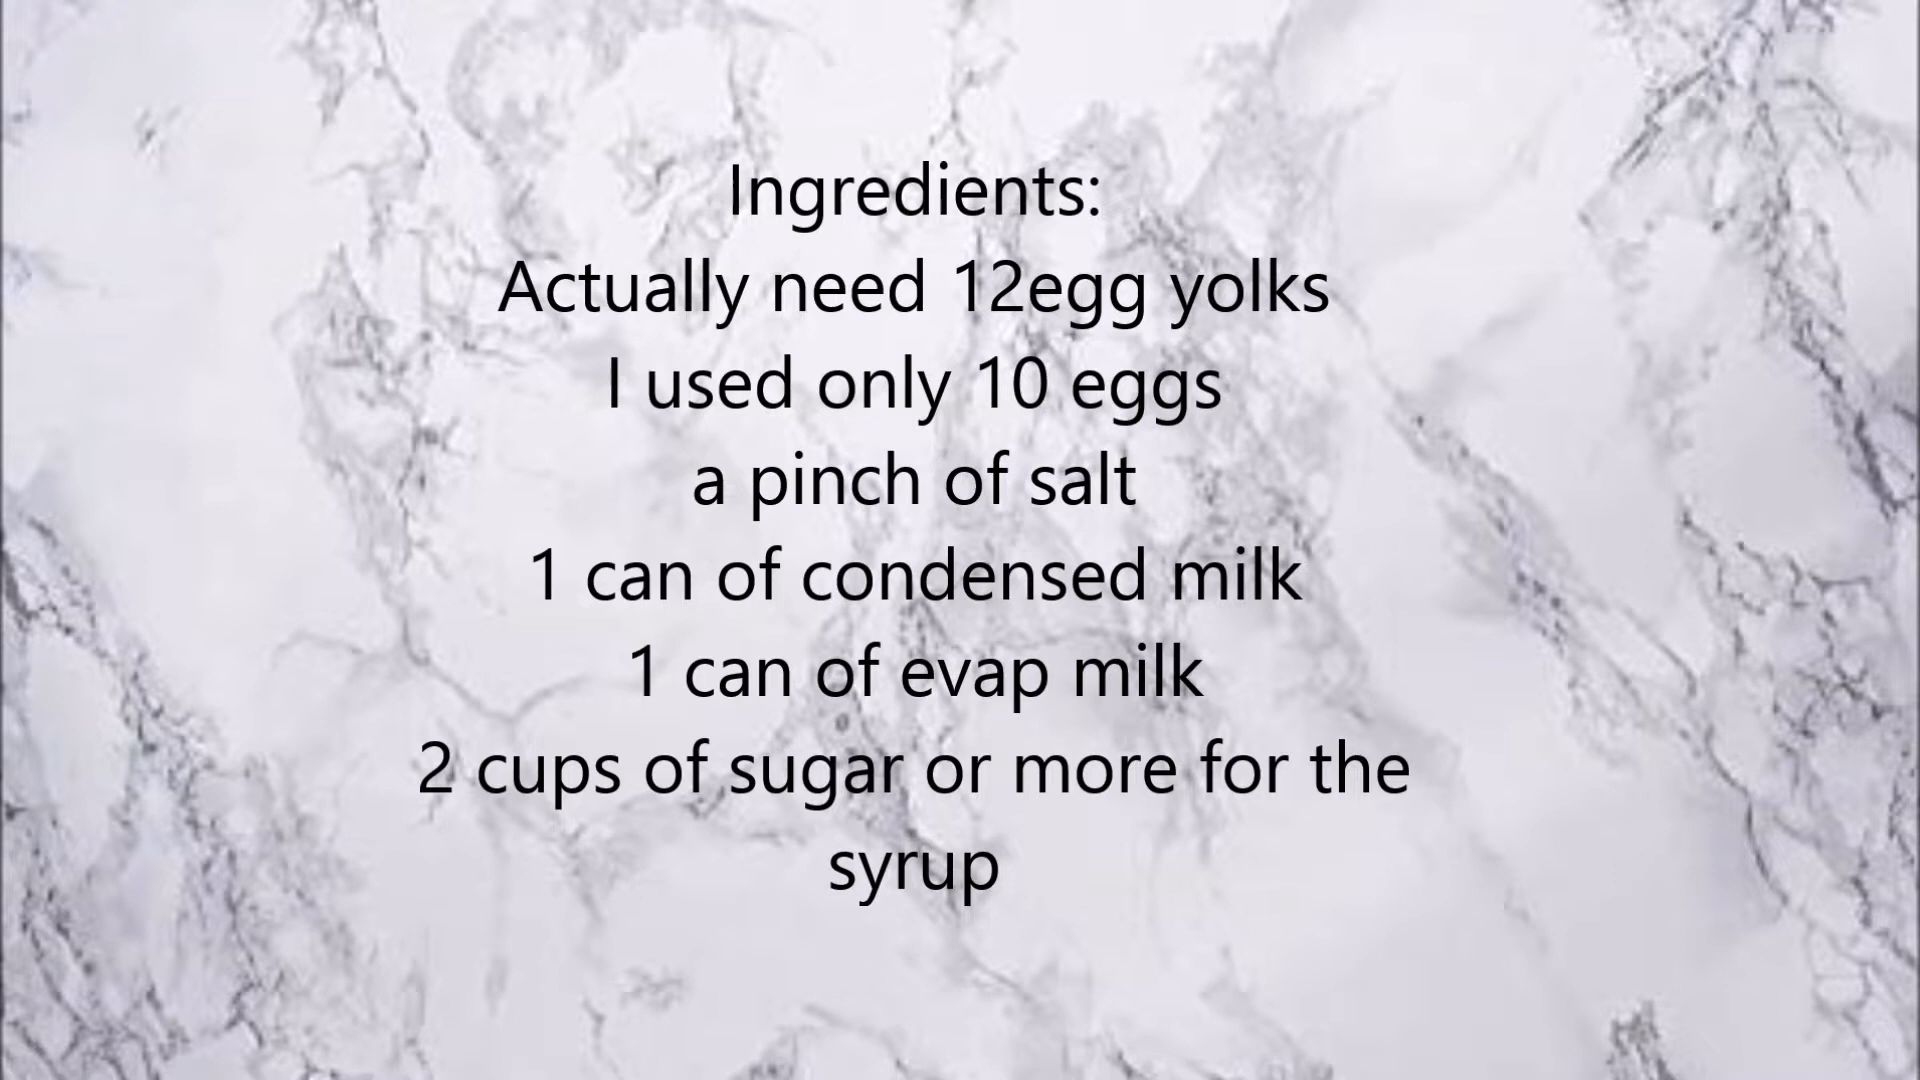 Ingredients:
Actually need 12egg yolks
I used only 10 eggs
a pinch of salt
1 can of condensed milk
1 can of evap milk
2 cups of sugar or more for the
syrup